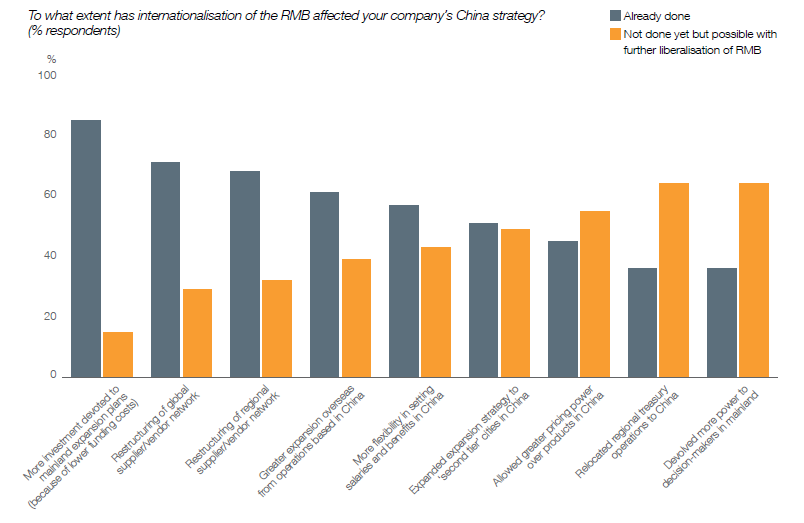 To what extent has internationalisation of the RMB affected your company's China strategy?
(% respondents)
Already done
Not done yet but possible with
further liberalisation of RMB
%
100
80
60
40
20
0
More investment devoted to
mainland expansion plans
(because of lower funding costs)
Restructuring of global
supplier/vendor network
Restructuring of regional
supplier/vendor network
Greater expansion overseas
from operations based in China
More flexibility in setting
salaries and benefits in China
Expanded expansion strategy to
'second tier' cities in China
Allowed greater pricing power
over products in China
Relocated regional treasury
operations to China
Devolved more power to
decision-makers in mainland